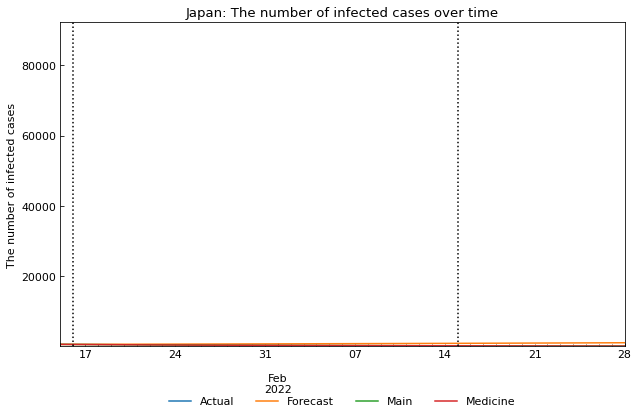 Japan: The number of infected cases over time
The number of infected cases
80000
60000
40000
20000
17 24 31 07 14 21 28
Feb
2022
Actual Forecast Main Medicine